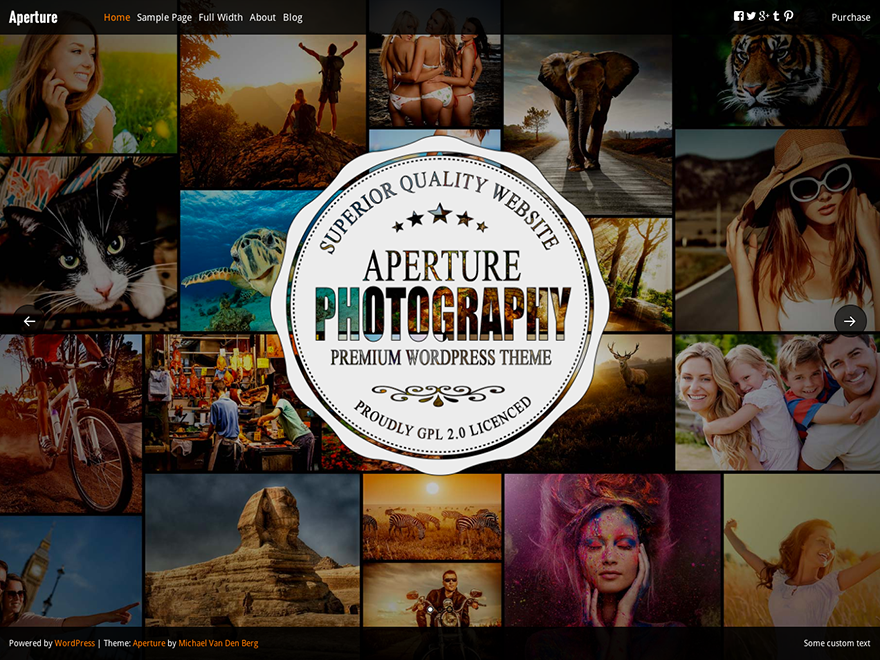 Aperture
Home Sample Page Full Width About Blog
Purchase
SUPERIOR QUALITY WEBSITE
APERTURE
PHOTOGRAPHY
PREMIUM WORDPRESS THEME
PROUDLY GPL 2.0 LICENCED
Powered by WordPress | Theme: Aperture by Michael Van Den Berg
Some custom text